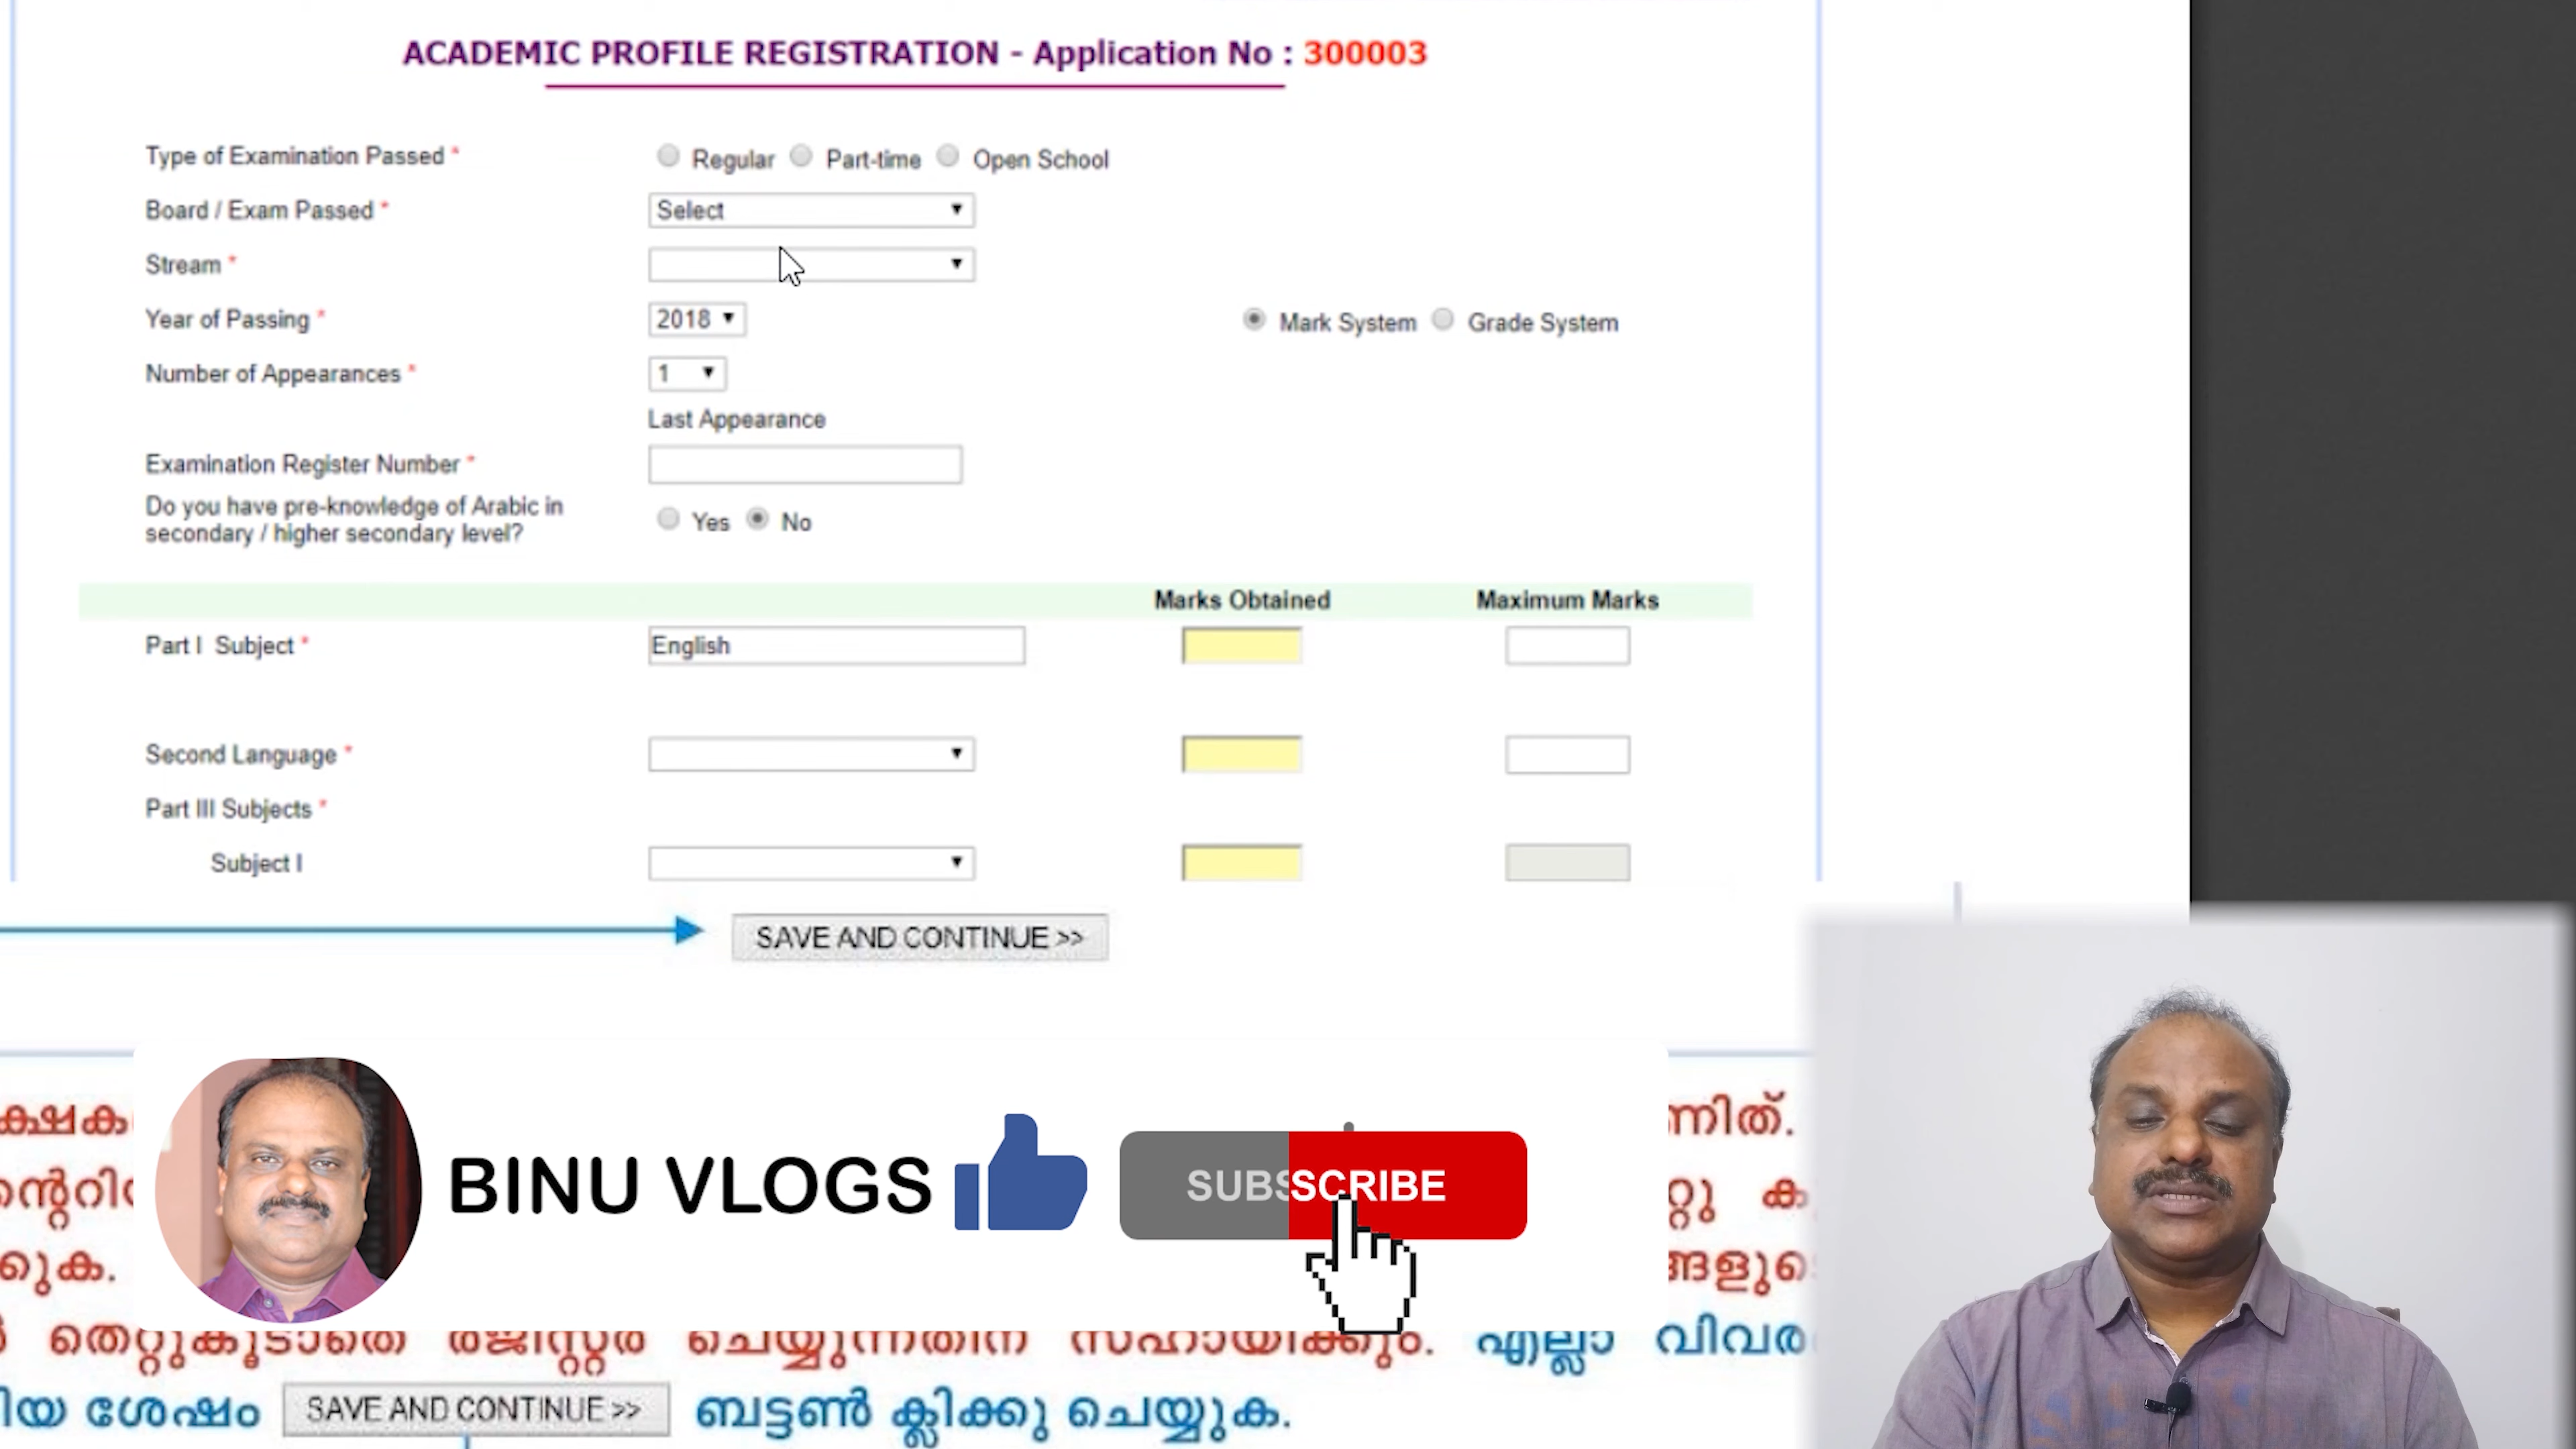 ACADEMIC PROFILE REGISTRATION - Application No : 300003
Type of Examination Passed * Regular Part-time Open School
Board / Exam Passed * Select
Stream *
Year of Passing * 2018 Mark System Grade System
Number of Appearances * 1
Last Appearance
Examination Register Number *
Do you have pre-knowledge of Arabic in
secondary / higher secondary level? Yes No
Marks Obtained Maximum Marks
Part I Subject * English
Second Language *
Part III Subjects *
Subject I
SAVE AND CONTINUE >>
BINU VLOGS SUBSCRIBE
തെറ്റുകൂടാതെ രജിസ്റ്റർ ചെയ്യുന്നതിന് സഹായിക്കും. എല്ലാ
ശേഷം SAVE AND CONTINUE >> ബട്ടൺ ക്ലിക്കു ചെയ്യുക.